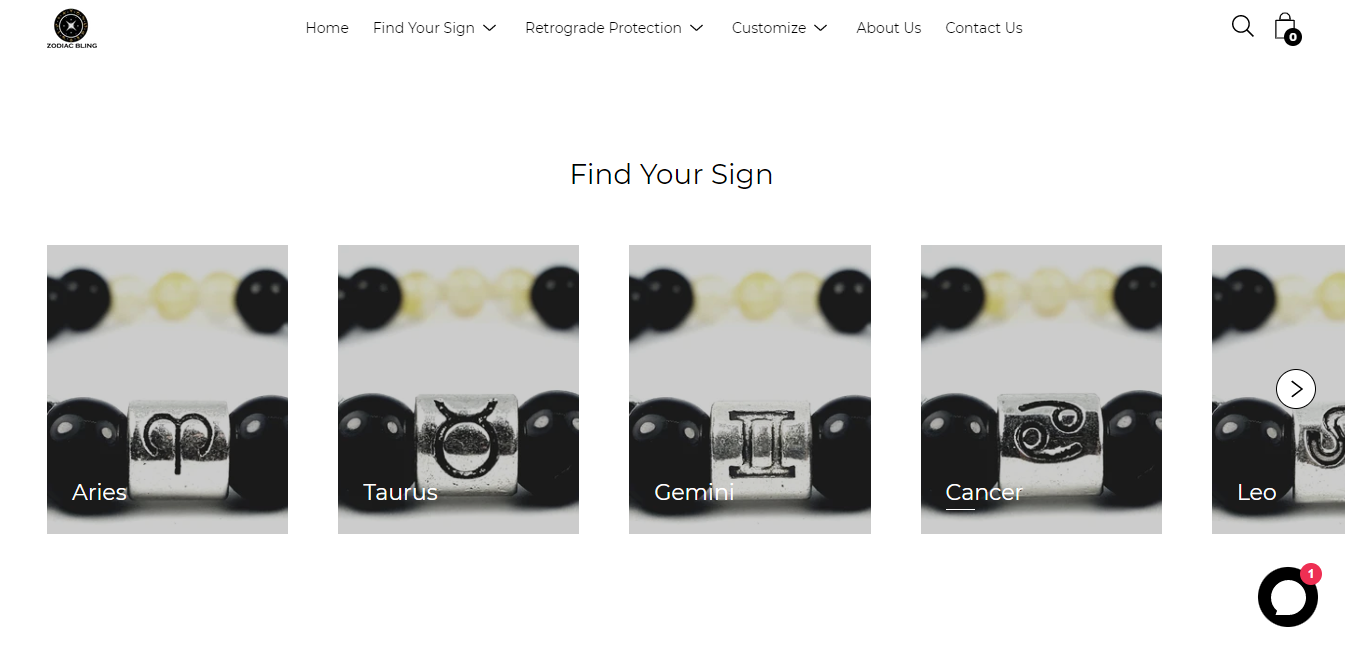 ZODIAC BLING
Home Find Your Sign Retrograde Protection Customize About Us Contact Us
0
Find Your Sign
Aries Taurus Gemini Cancer Leo
1